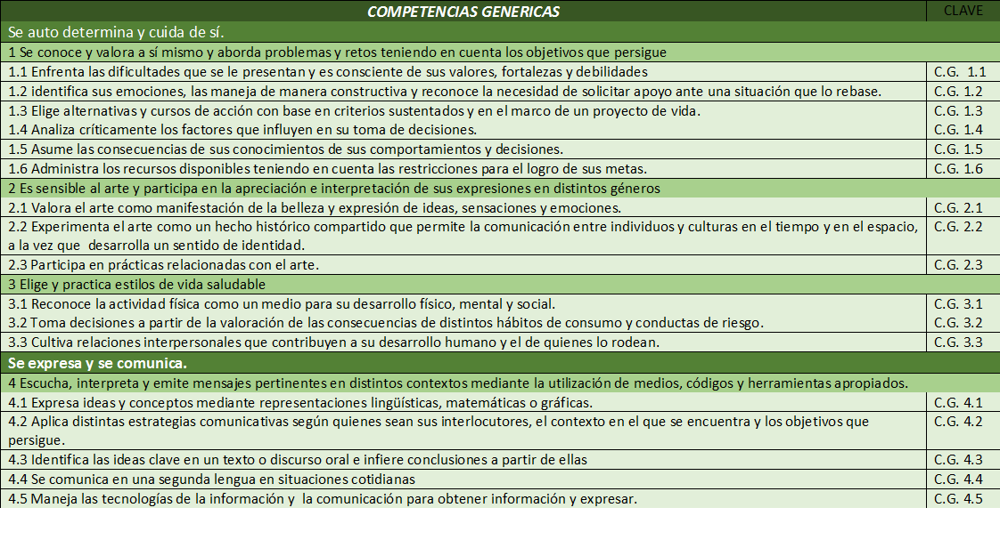 COMPETENCIAS GENERICAS CLAVE
Se auto determina y cuida de sí.
1 Se conoce y valora a sí mismo y aborda problemas y retos teniendo en cuenta los objetivos que persigue
1.1 Enfrenta las dificultades que se le presentan y es consciente de sus valores, fortalezas y debilidades C.G. 1.1
1.2 identifica sus emociones, las maneja de manera constructiva y reconoce la necesidad de solicitar apoyo ante una situación que lo rebase. C.G. 1.2
1.3 Elige alternativas y cursos de acción con base en criterios sustentados y en el marco de un proyecto de vida. C.G. 1.3
1.4 Analiza críticamente los factores que influyen en su toma de decisiones. C.G. 1.4
1.5 Asume las consecuencias de sus conocimientos de sus comportamientos y decisiones. C.G. 1.5
1.6 Administra los recursos disponibles teniendo en cuenta las restricciones para el logro de sus metas. C.G. 1.6
2 Es sensible al arte y participa en la apreciación e interpretación de sus expresiones en distintos géneros
2.1 Valora el arte como manifestación de la belleza y expresión de ideas, sensaciones y emociones. C.G. 2.1
2.2 Experimenta el arte como un hecho histórico compartido que permite la comunicación entre individuos y culturas en el tiempo y en el espacio, C.G. 2.2
a la vez que desarrolla un sentido de identidad.
2.3 Participa en prácticas relacionadas con el arte. C.G. 2.3
3 Elige y practica estilos de vida saludable
3.1 Reconoce la actividad física como un medio para su desarrollo físico, mental y social. C.G. 3.1
3.2 Toma decisiones a partir de la valoración de las consecuencias de distintos hábitos de consumo y conductas de riesgo. C.G. 3.2
3.3 Cultiva relaciones interpersonales que contribuyen a su desarrollo humano y el de quienes lo rodean. C.G. 3.3
Se expresa y se comunica.
4 Escucha, interpreta y emite mensajes pertinentes en distintos contextos mediante la utilización de medios, códigos y herramientas apropiados.
4.1 Expresa ideas y conceptos mediante representaciones lingüísticas, matemáticas o gráficas. C.G. 4.1
4.2 Aplica distintas estrategias comunicativas según quienes sean sus interlocutores, el contexto en el que se encuentra y los objetivos que C.G. 4.2
persigue.
4.3 Identifica las ideas clave en un texto o discurso oral e infiere conclusiones a partir de ellas C.G. 4.3
4.4 Se comunica en una segunda lengua en situaciones cotidianas C.G. 4.4
4.5 Maneja las tecnologías de la información y la comunicación para obtener información y expresar. C.G. 4.5